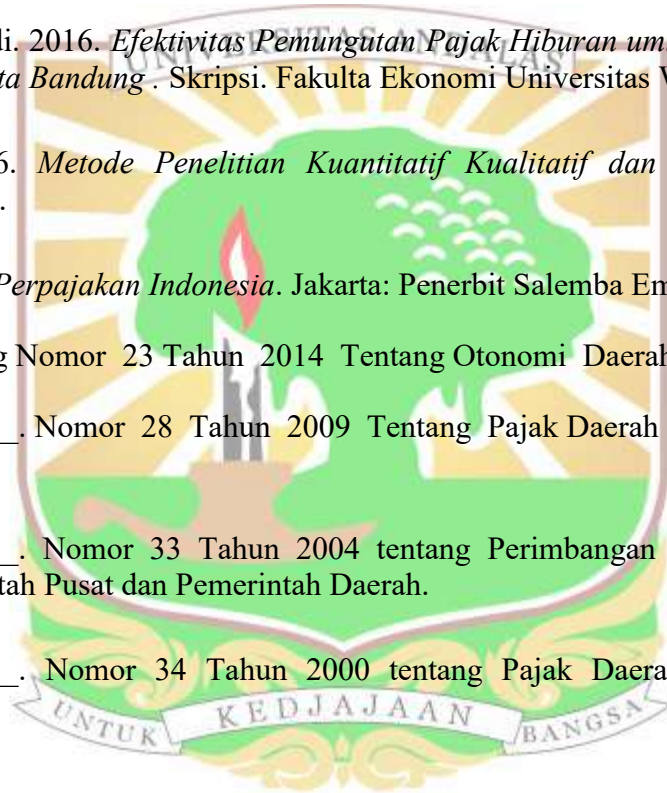 di. 2016. Efektivitas Pemungutan Pajak Hiburan um
UNIVERSITAS ANDALAS
ta Bandung . Skripsi. Fakulta Ekonomi Universitas
6. Metode Penelitian Kuantitatif Kualitatif dan
.
Perpajakan Indonesia. Jakarta: Penerbit Salemba Em
g Nomor 23 Tahun 2014 Tentang Otonomi Daerah
_. Nomor 28 Tahun 2009 Tentang Pajak Daerah
_. Nomor 33 Tahun 2004 tentang Perimbangan
tah Pusat dan Pemerintah Daerah.
_. Nomor 34 Tahun 2000 tentang Pajak Daera
UNTUK KEDJAJAAN BANGSA